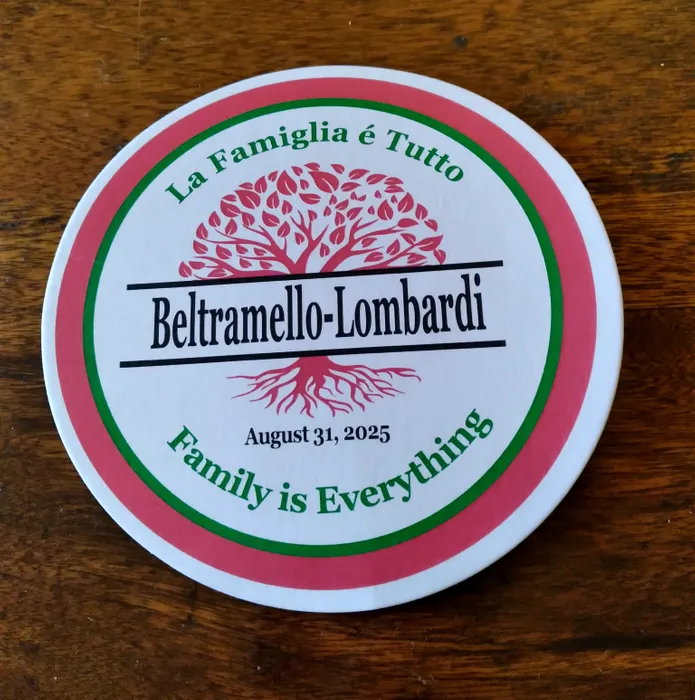 La Famiglia é Tutto
Beltramello-Lombardi
August 31, 2025
Family is Everything